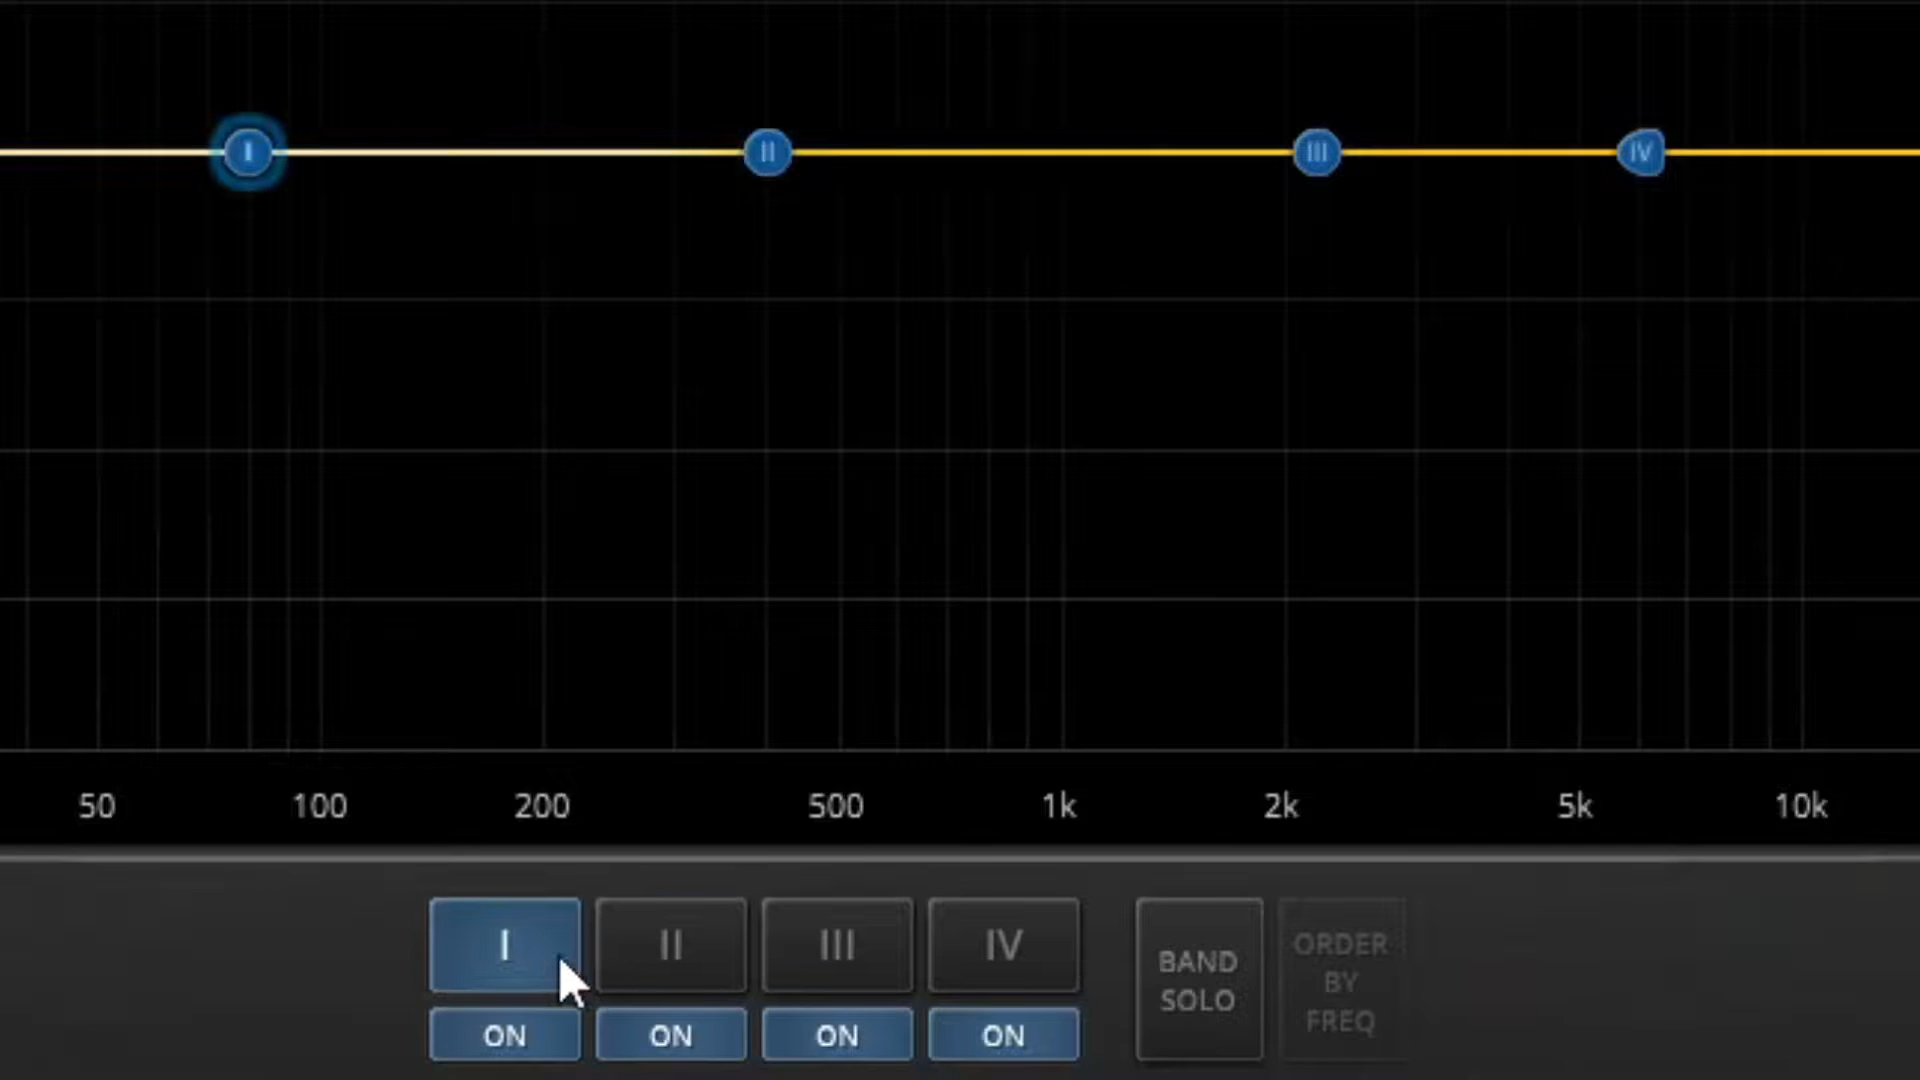 I II III IV
50 100 200 500 1k 2k 5k 10k
I II III IV
BAND
SOLO
ORDER
BY
FREQ
ON ON ON ON